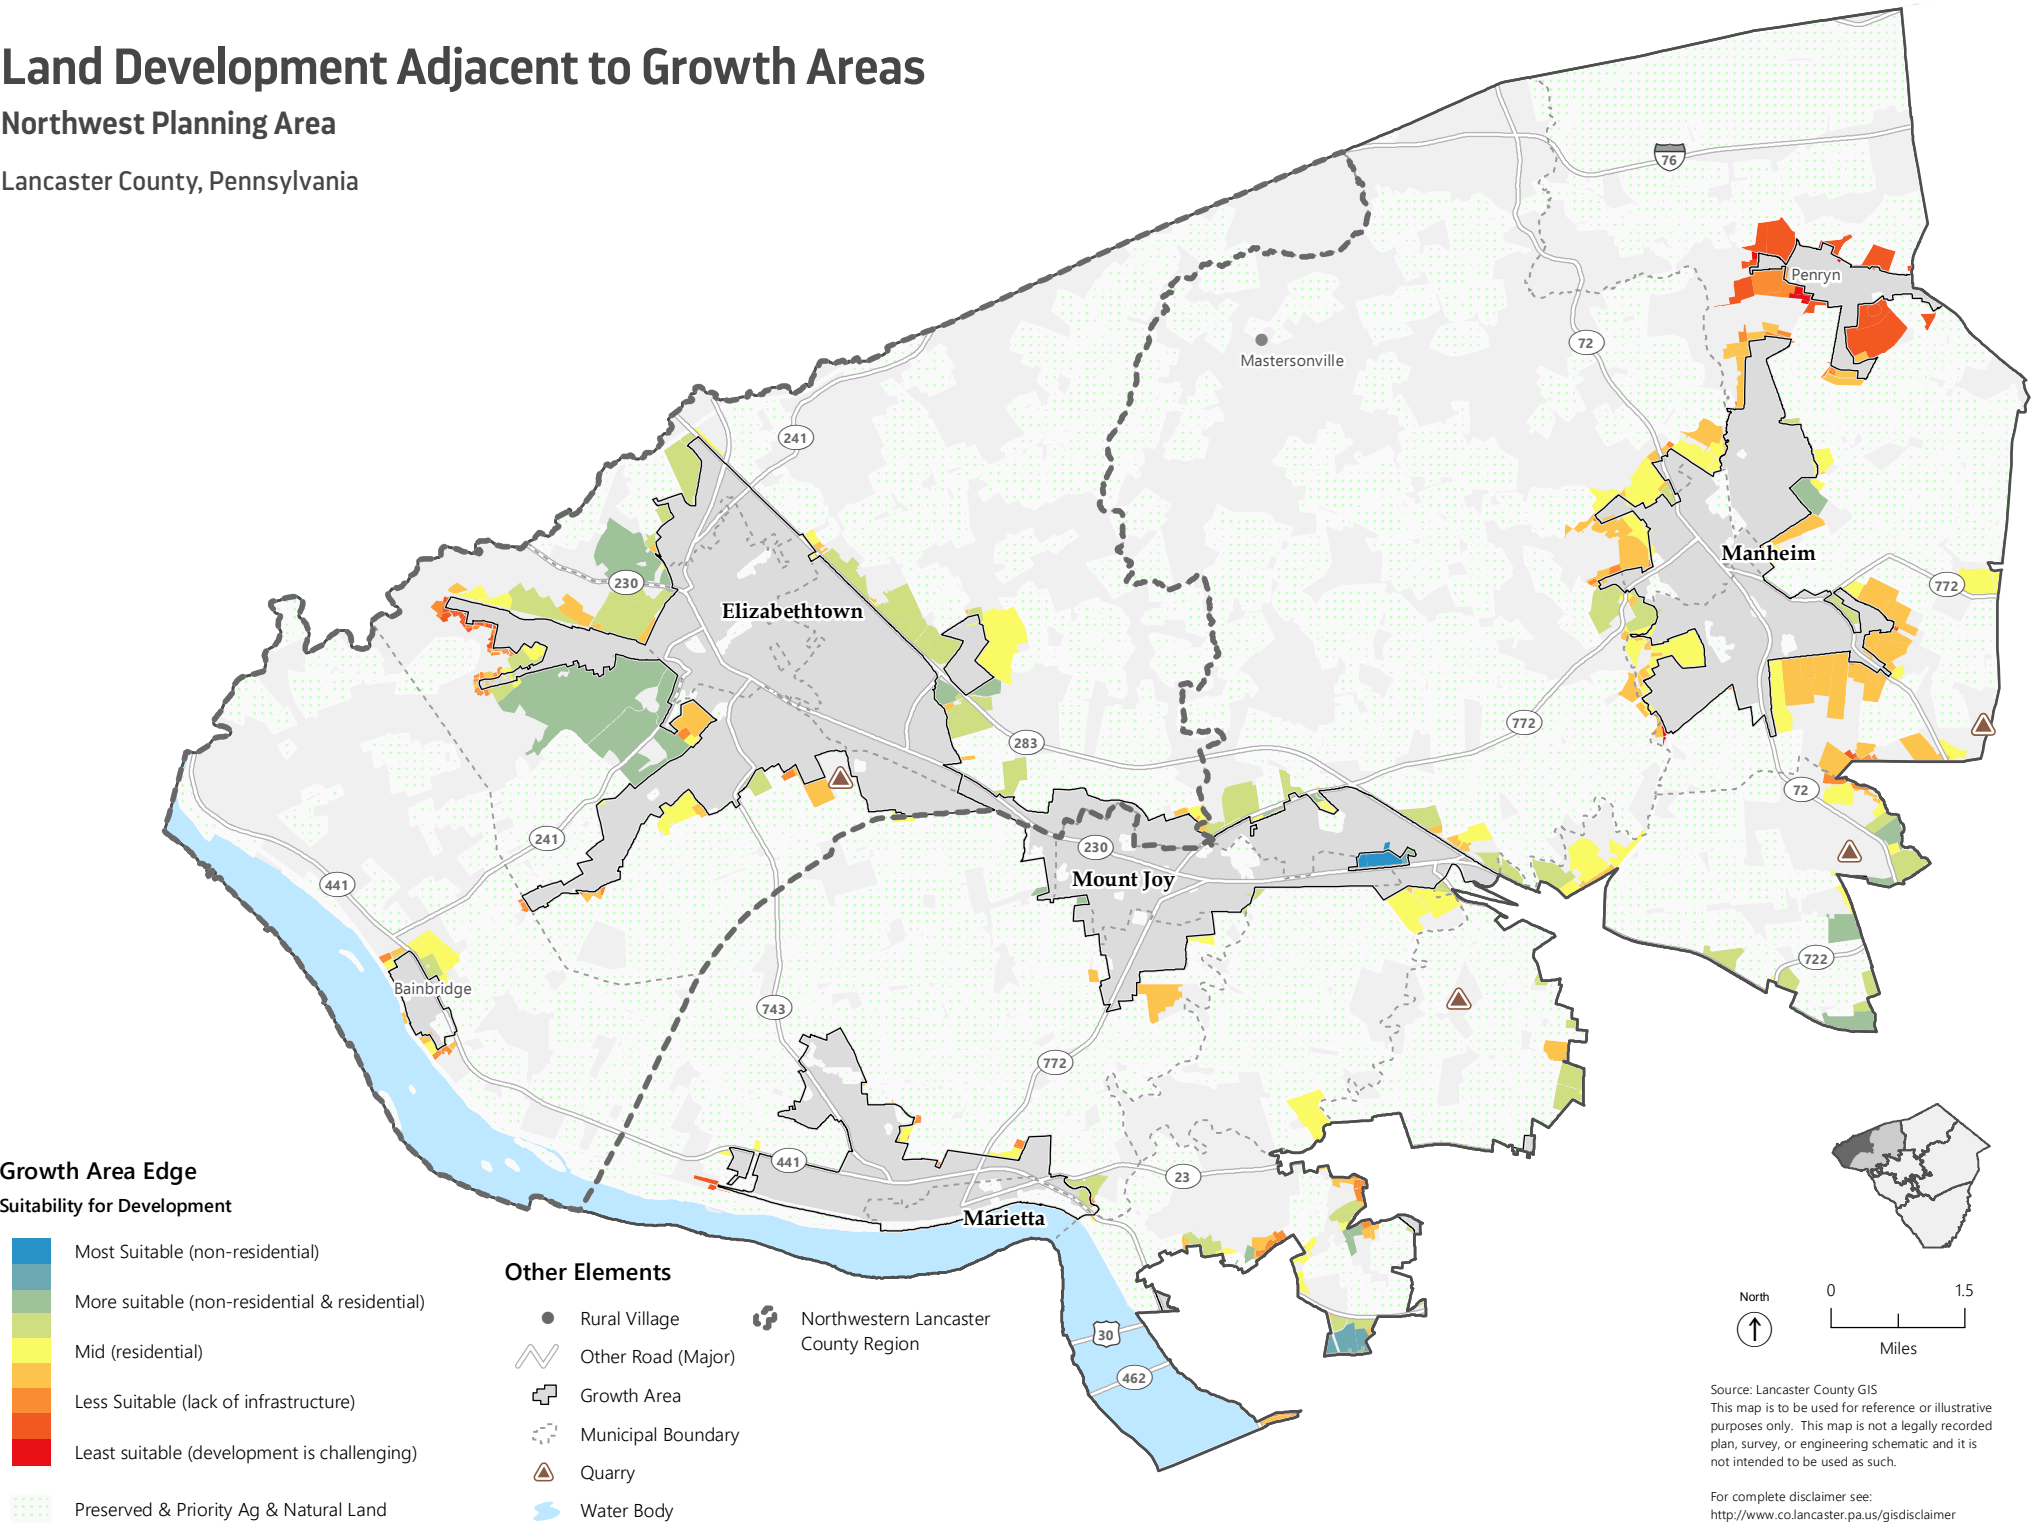 Land Development Adjacent to Growth Areas
Northwest Planning Area
Lancaster County, Pennsylvania
76
Penryn
Mastersonville
72
241
Manheim
230
772
Elizabethtown
283
772
72
241
230
Mount Joy
441
722
Bainbridge
743
772
441
23
Marietta
30
462
Growth Area Edge
Suitability for Development
Most Suitable (non-residential)
More suitable (non-residential & residential)
Mid (residential)
Less Suitable (lack of infrastructure)
Least suitable (development is challenging)
Preserved & Priority Ag & Natural Land
Other Elements
Rural Village
Other Road (Major)
Growth Area
Municipal Boundary
Quarry
Water Body
Northwestern Lancaster
County Region
North
0 1.5
Miles
Source: Lancaster County GIS
This map is to be used for reference or illustrative
purposes only. This map is not a legally recorded
plan, survey, or engineering schematic and it is
not intended to be used as such.
For complete disclaimer see:
http://www.co.lancaster.pa.us/gisdisclaimer